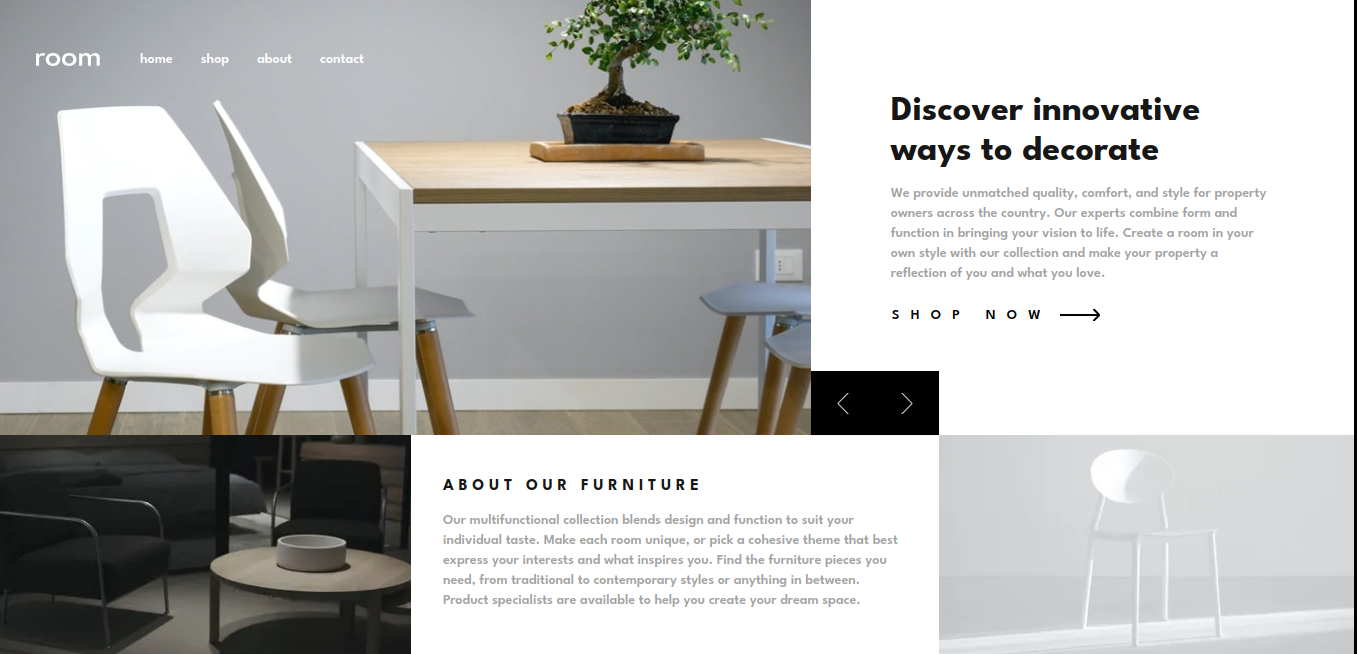 room
home shop about contact
Discover innovative
ways to decorate
We provide unmatched quality, comfort, and style for property
owners across the country. Our experts combine form and
function in bringing your vision to life. Create a room in your
own style with our collection and make your property a
reflection of you and what you love.
SHOP NOW
ABOUT OUR FURNITURE
Our multifunctional collection blends design and function to suit your
individual taste. Make each room unique, or pick a cohesive theme that best
express your interests and what inspires you. Find the furniture pieces you
need, from traditional to contemporary styles or anything in between.
Product specialists are available to help you create your dream space.